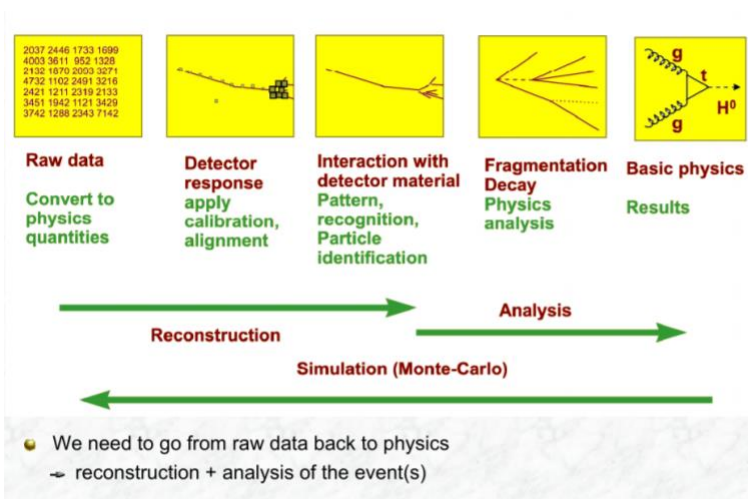 2037 2446 1733 1699
4003 3611 952 1328
2132 1870 2003 3271
4732 1102 2491 3216
2421 1211 2319 2133
3451 1942 1121 3429
3742 1288 2343 7142
g
t
H⁰
g
Raw data
Convert to
physics
quantities
Detector
response
apply
calibration,
alignment
Interaction with
detector material
Pattern,
recognition,
Particle
identification
Fragmentation
Decay
Physics
analysis
Basic physics
Results
Reconstruction
Analysis
Simulation (Monte-Carlo)
We need to go from raw data back to physics
reconstruction + analysis of the event(s)